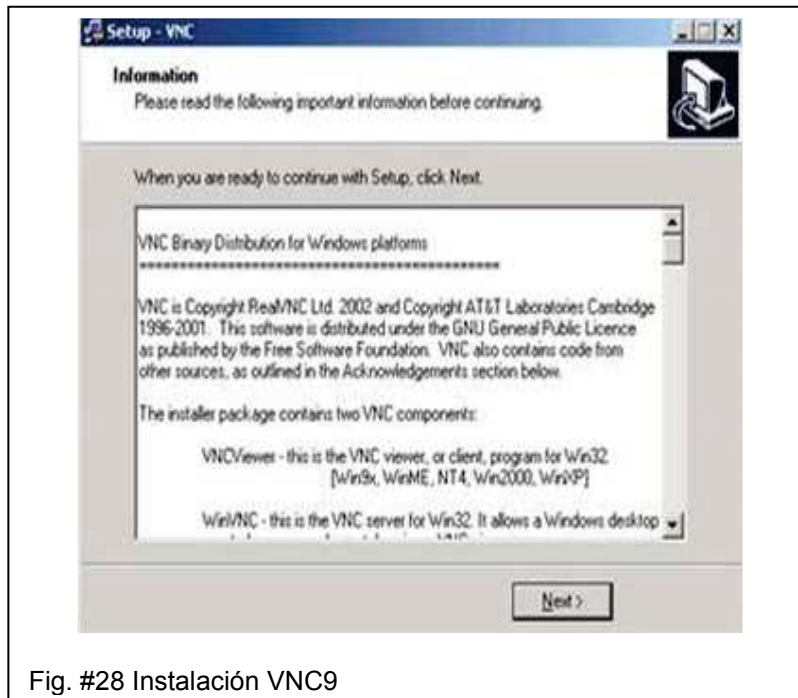 Setup - VNC
Information
Please read the following important information before continuing.
When you are ready to continue with Setup, click Next.
VNC Binary Distribution for Windows platforms
================================================
VNC is Copyright RealVNC Ltd. 2002 and Copyright AT&T Laboratories Cambridge
1996-2001. This software is distributed under the GNU General Public Licence
as published by the Free Software Foundation. VNC also contains code from
other sources, as outlined in the Acknowledgements section below.
The installer package contains two VNC components:
VNCViewer - this is the VNC viewer, or client, program for Win32.
[Win9x, WinME, NT4, Win2000, WinXP]
WinVNC - this is the VNC server for Win32. It allows a Windows desktop
Next >
Fig. #28 Instalación VNC9